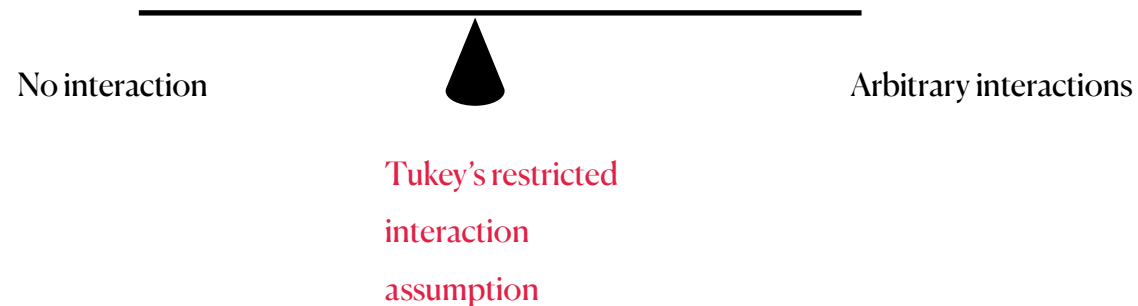 No interaction
Arbitrary interactions
Tukey’s restricted
interaction
assumption